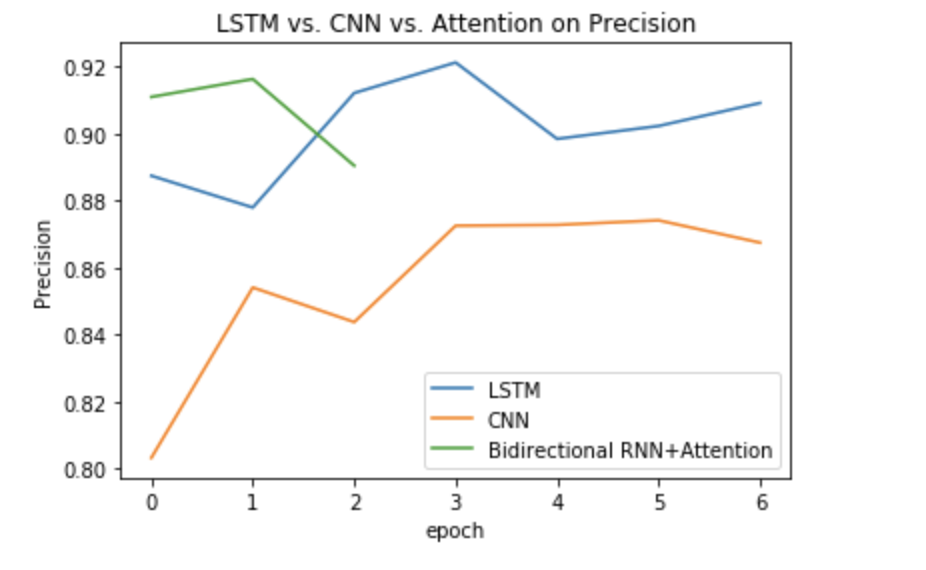 LSTM vs. CNN vs. Attention on Precision
0.92
0.90
0.88
0.86
0.84
0.82
0.80
Precision
LSTM
CNN
Bidirectional RNN+Attention
0 1 2 3 4 5 6
epoch